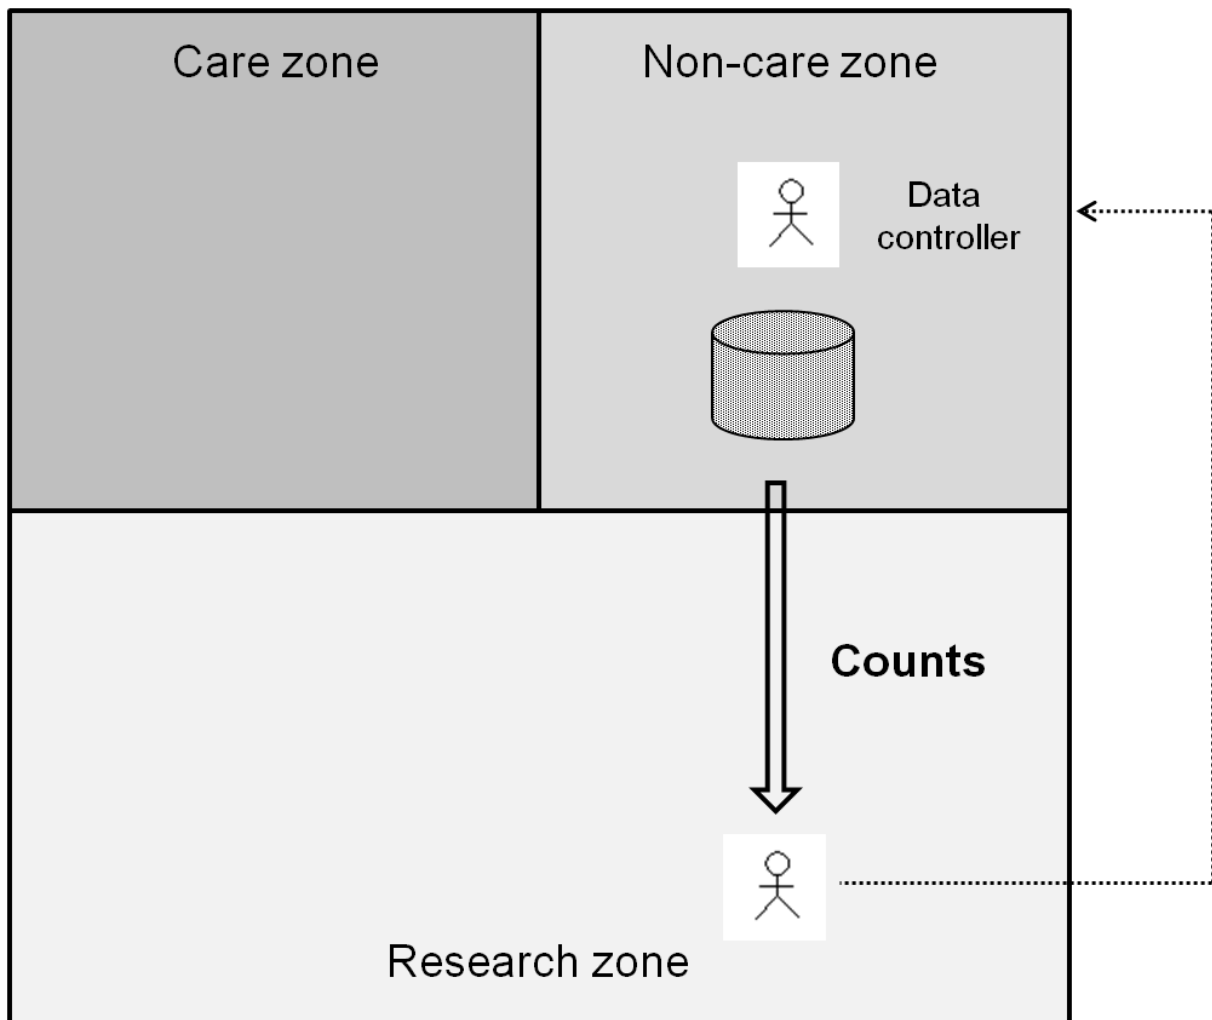 Care zone
Non-care zone
Data
controller
Counts
Research zone